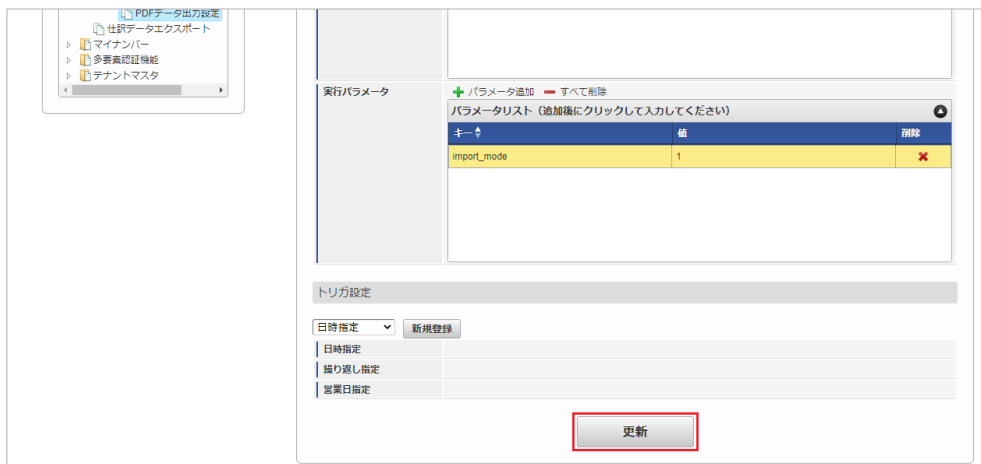 PDFデータ出力設定
仕訳データエクスポート
マイナンバー
多要素認証機能
テナントマスタ
実行パラメータ
パラメータ追加 すべて削除
パラメータリスト（追加後にクリックして入力してください）
キー 値 削除
import_mode 1
トリガ設定
日時指定 新規登録
日時指定
繰り返し指定
営業日指定
更新